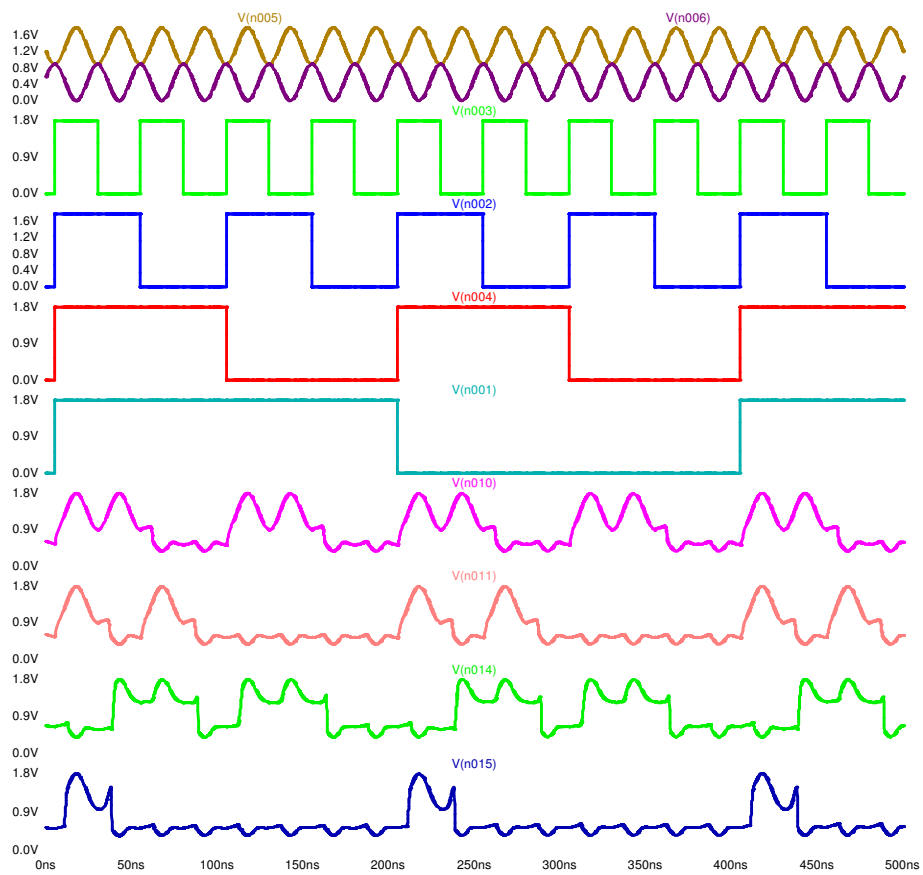 V(n005) V(n006)
1.6V
1.2V
0.8V
0.4V
0.0V
V(n003)
1.8V
0.9V
0.0V
V(n002)
1.6V
1.2V
0.8V
0.4V
0.0V
V(n004)
1.8V
0.9V
0.0V
V(n001)
1.8V
0.9V
0.0V
V(n010)
1.8V
0.9V
0.0V
V(n011)
1.8V
0.9V
0.0V
V(n014)
1.8V
0.9V
0.0V
V(n015)
1.8V
0.9V
0.0V
0ns 50ns 100ns 150ns 200ns 250ns 300ns 350ns 400ns 450ns 500ns